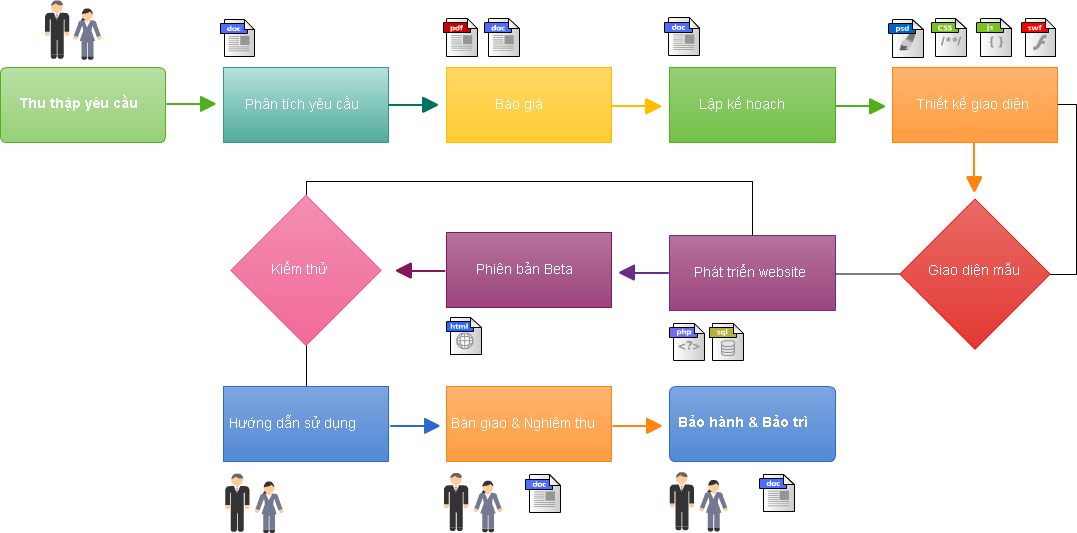 doc
pdf
doc
doc
psd
css
/**/
js
{ }
swf
Thu thập yêu cầu
Phân tích yêu cầu
Báo giá
Lập kế hoạch
Thiết kế giao diện
Kiểm thử
Phiên bản Beta
Phát triển website
Giao diện mẫu
html
php
<?>
sql
Hướng dẫn sử dụng
Bàn giao & Nghiệm thu
Bảo hành & Bảo trì
doc
doc